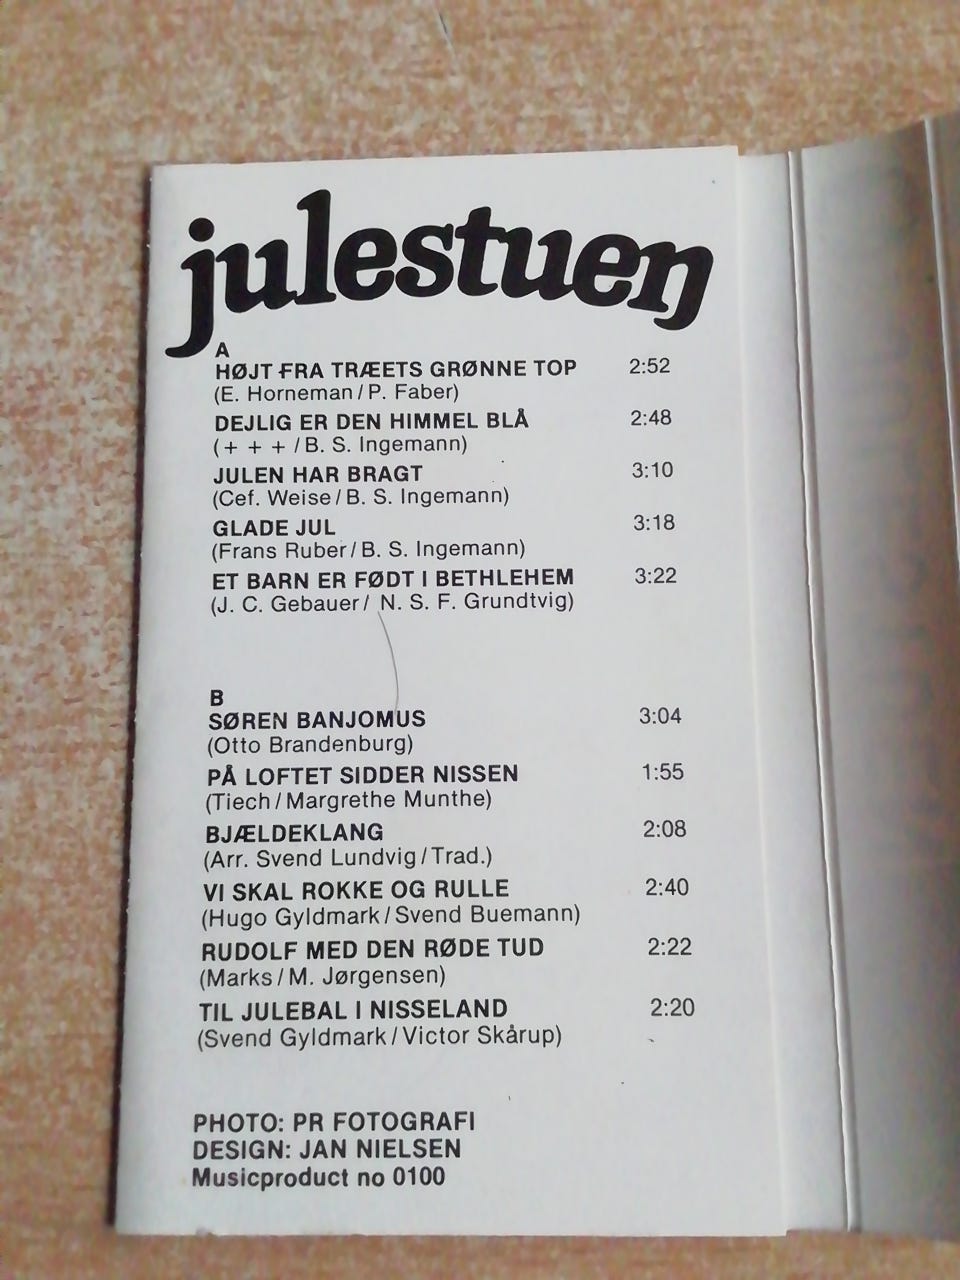 julestuen
A
HØJT FRA TRÆETS GRØNNE TOP 2:52
(E. Horneman / P. Faber)
DEJLIG ER DEN HIMMEL BLÅ 2:48
(+ + + / B. S. Ingemann)
JULEN HAR BRAGT 3:10
(Cef. Weise / B. S. Ingemann)
GLADE JUL 3:18
(Frans Ruber / B. S. Ingemann)
ET BARN ER FØDT I BETHLEHEM 3:22
(J. C. Gebauer / N. S. F. Grundtvig)
B
SØREN BANJOMUS 3:04
(Otto Brandenburg)
PÅ LOFTET SIDDER NISSEN 1:55
(Tiech / Margrethe Munthe)
BJÆLDEKLANG 2:08
(Arr. Svend Lundvig / Trad.)
VI SKAL ROKKE OG RULLE 2:40
(Hugo Gyldmark / Svend Buemann)
RUDOLF MED DEN RØDE TUD 2:22
(Marks / M. Jørgensen)
TIL JULEBAL I NISSELAND 2:20
(Svend Gyldmark / Victor Skårup)
PHOTO: PR FOTOGRAFI
DESIGN: JAN NIELSEN
Musicproduct no 0100